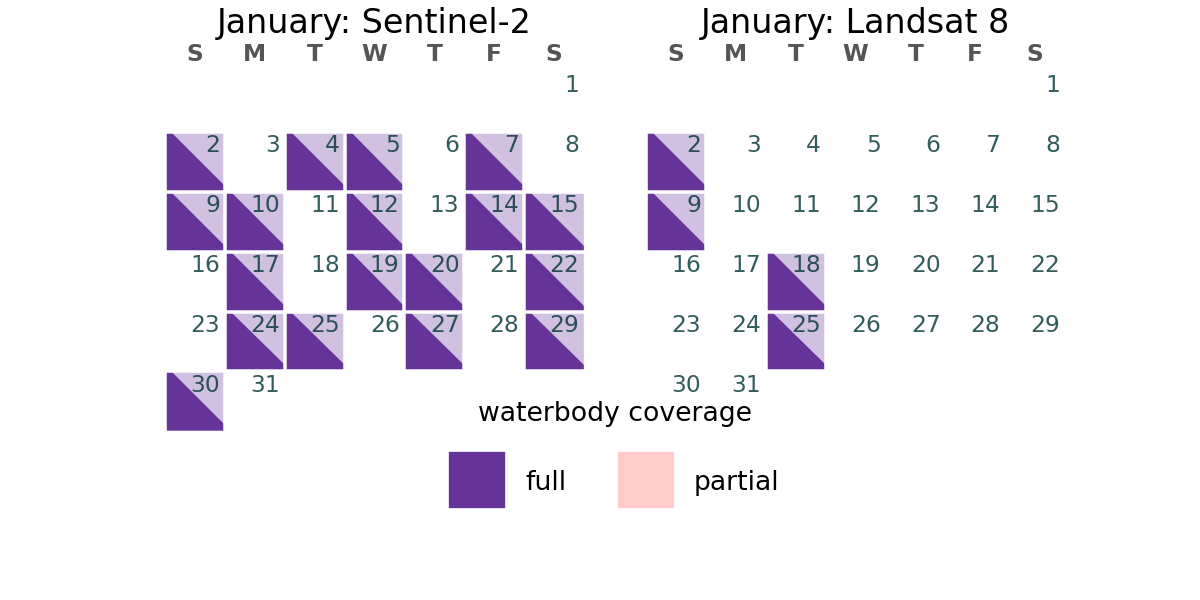 January: Sentinel-2
S M T W T F S
1
2 3 4 5 6 7 8
9 10 11 12 13 14 15
16 17 18 19 20 21 22
23 24 25 26 27 28 29
30 31
January: Landsat 8
S M T W T F S
1
2 3 4 5 6 7 8
9 10 11 12 13 14 15
16 17 18 19 20 21 22
23 24 25 26 27 28 29
30 31
waterbody coverage
full
partial